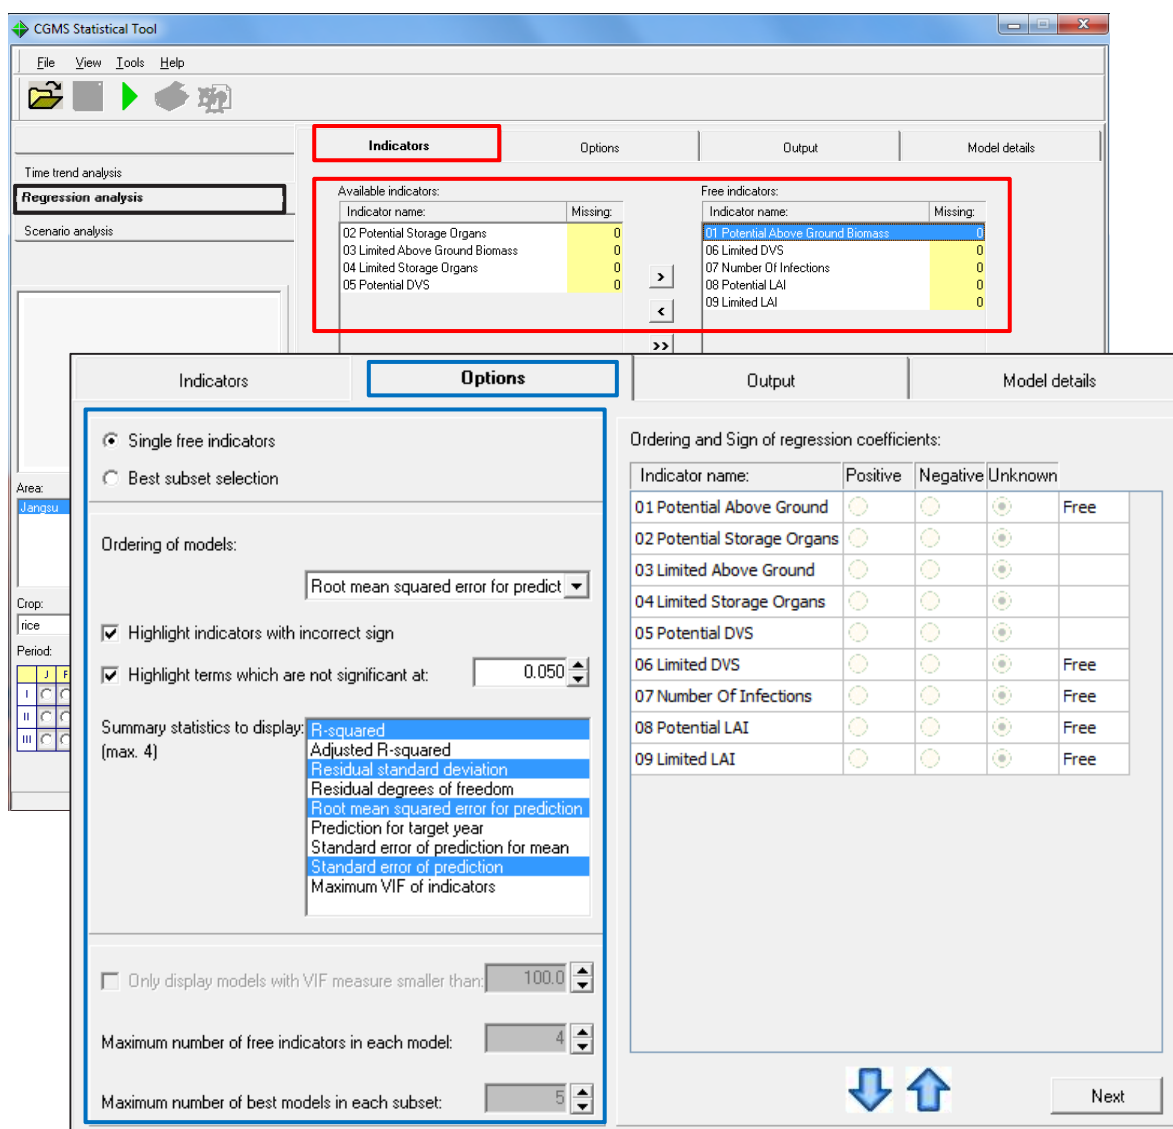 CGMS Statistical Tool
File View Tools Help
Time trend analysis
Regression analysis
Scenario analysis
Indicators Options Output Model details
Available indicators:
Indicator name: Missing:
02 Potential Storage Organs 0
03 Limited Above Ground Biomass 0
04 Limited Storage Organs 0
05 Potential DVS 0
>
<
>>
Free indicators:
Indicator name: Missing:
01 Potential Above Ground Biomass 0
06 Limited DVS 0
07 Number Of Infections 0
08 Potential LAI 0
09 Limited LAI 0
Area:
Jangsu
Crop:
rice
Period:
J F
I
II
III
Indicators Options Output Model details
Single free indicators
Best subset selection
Ordering of models:
Root mean squared error for predict
Highlight indicators with incorrect sign
Highlight terms which are not significant at: 0.050
Summary statistics to display:
(max. 4)
R-squared
Adjusted R-squared
Residual standard deviation
Residual degrees of freedom
Root mean squared error for prediction
Prediction for target year
Standard error of prediction for mean
Standard error of prediction
Maximum VIF of indicators
Only display models with VIF measure smaller than: 100.0
Maximum number of free indicators in each model: 4
Maximum number of best models in each subset: 5
Ordering and Sign of regression coefficients:
Indicator name: Positive Negative Unknown
01 Potential Above Ground Free
02 Potential Storage Organs
03 Limited Above Ground
04 Limited Storage Organs
05 Potential DVS
06 Limited DVS Free
07 Number Of Infections Free
08 Potential LAI Free
09 Limited LAI Free
Next